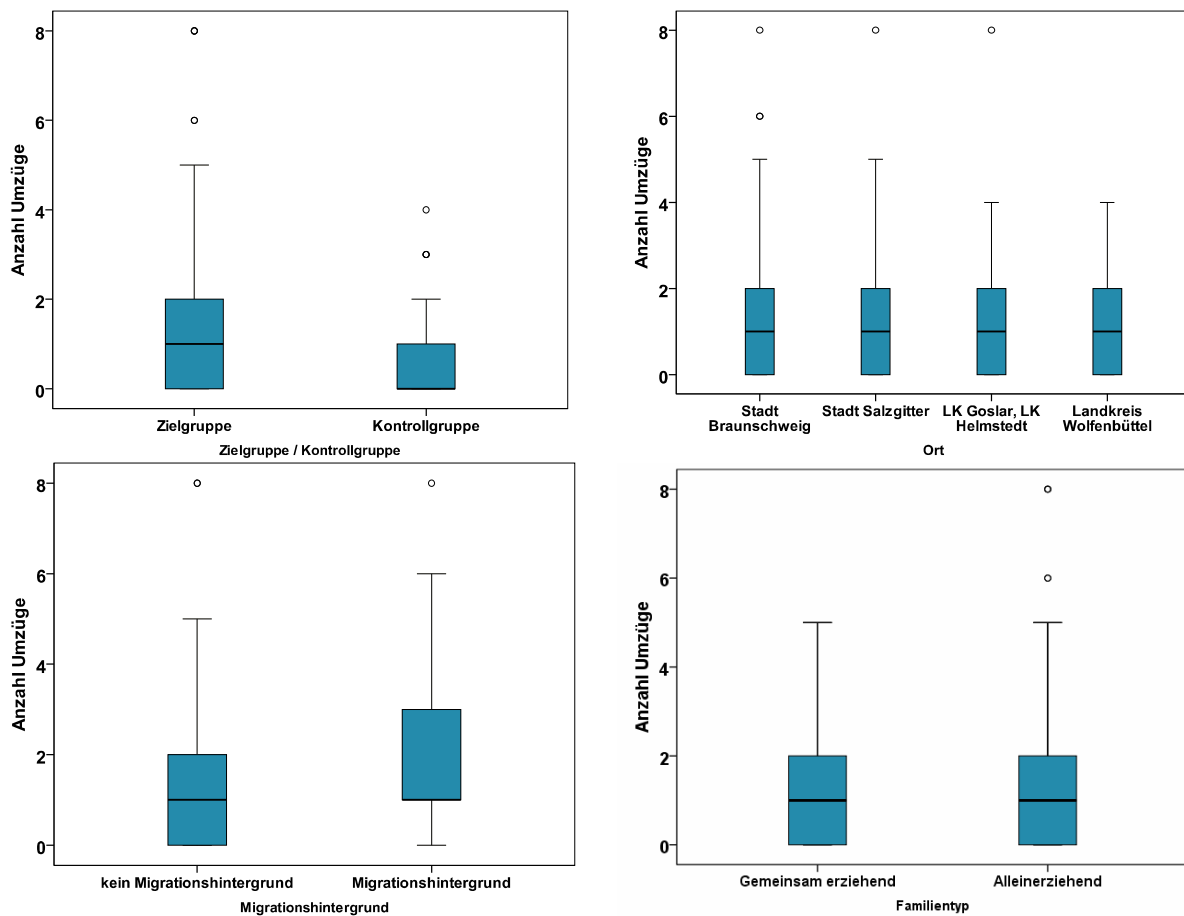 Anzahl Umzüge
8
6
4
2
0
Zielgruppe
Kontrollgruppe
Zielgruppe / Kontrollgruppe
Anzahl Umzüge
8
6
4
2
0
Stadt Braunschweig
Stadt Salzgitter
LK Goslar, LK Helmstedt
Landkreis Wolfenbüttel
Ort
Anzahl Umzüge
8
6
4
2
0
kein Migrationshintergrund
Migrationshintergrund
Migrationshintergrund
Anzahl Umzüge
8
6
4
2
0
Gemeinsam erziehend
Alleinerziehend
Familientyp